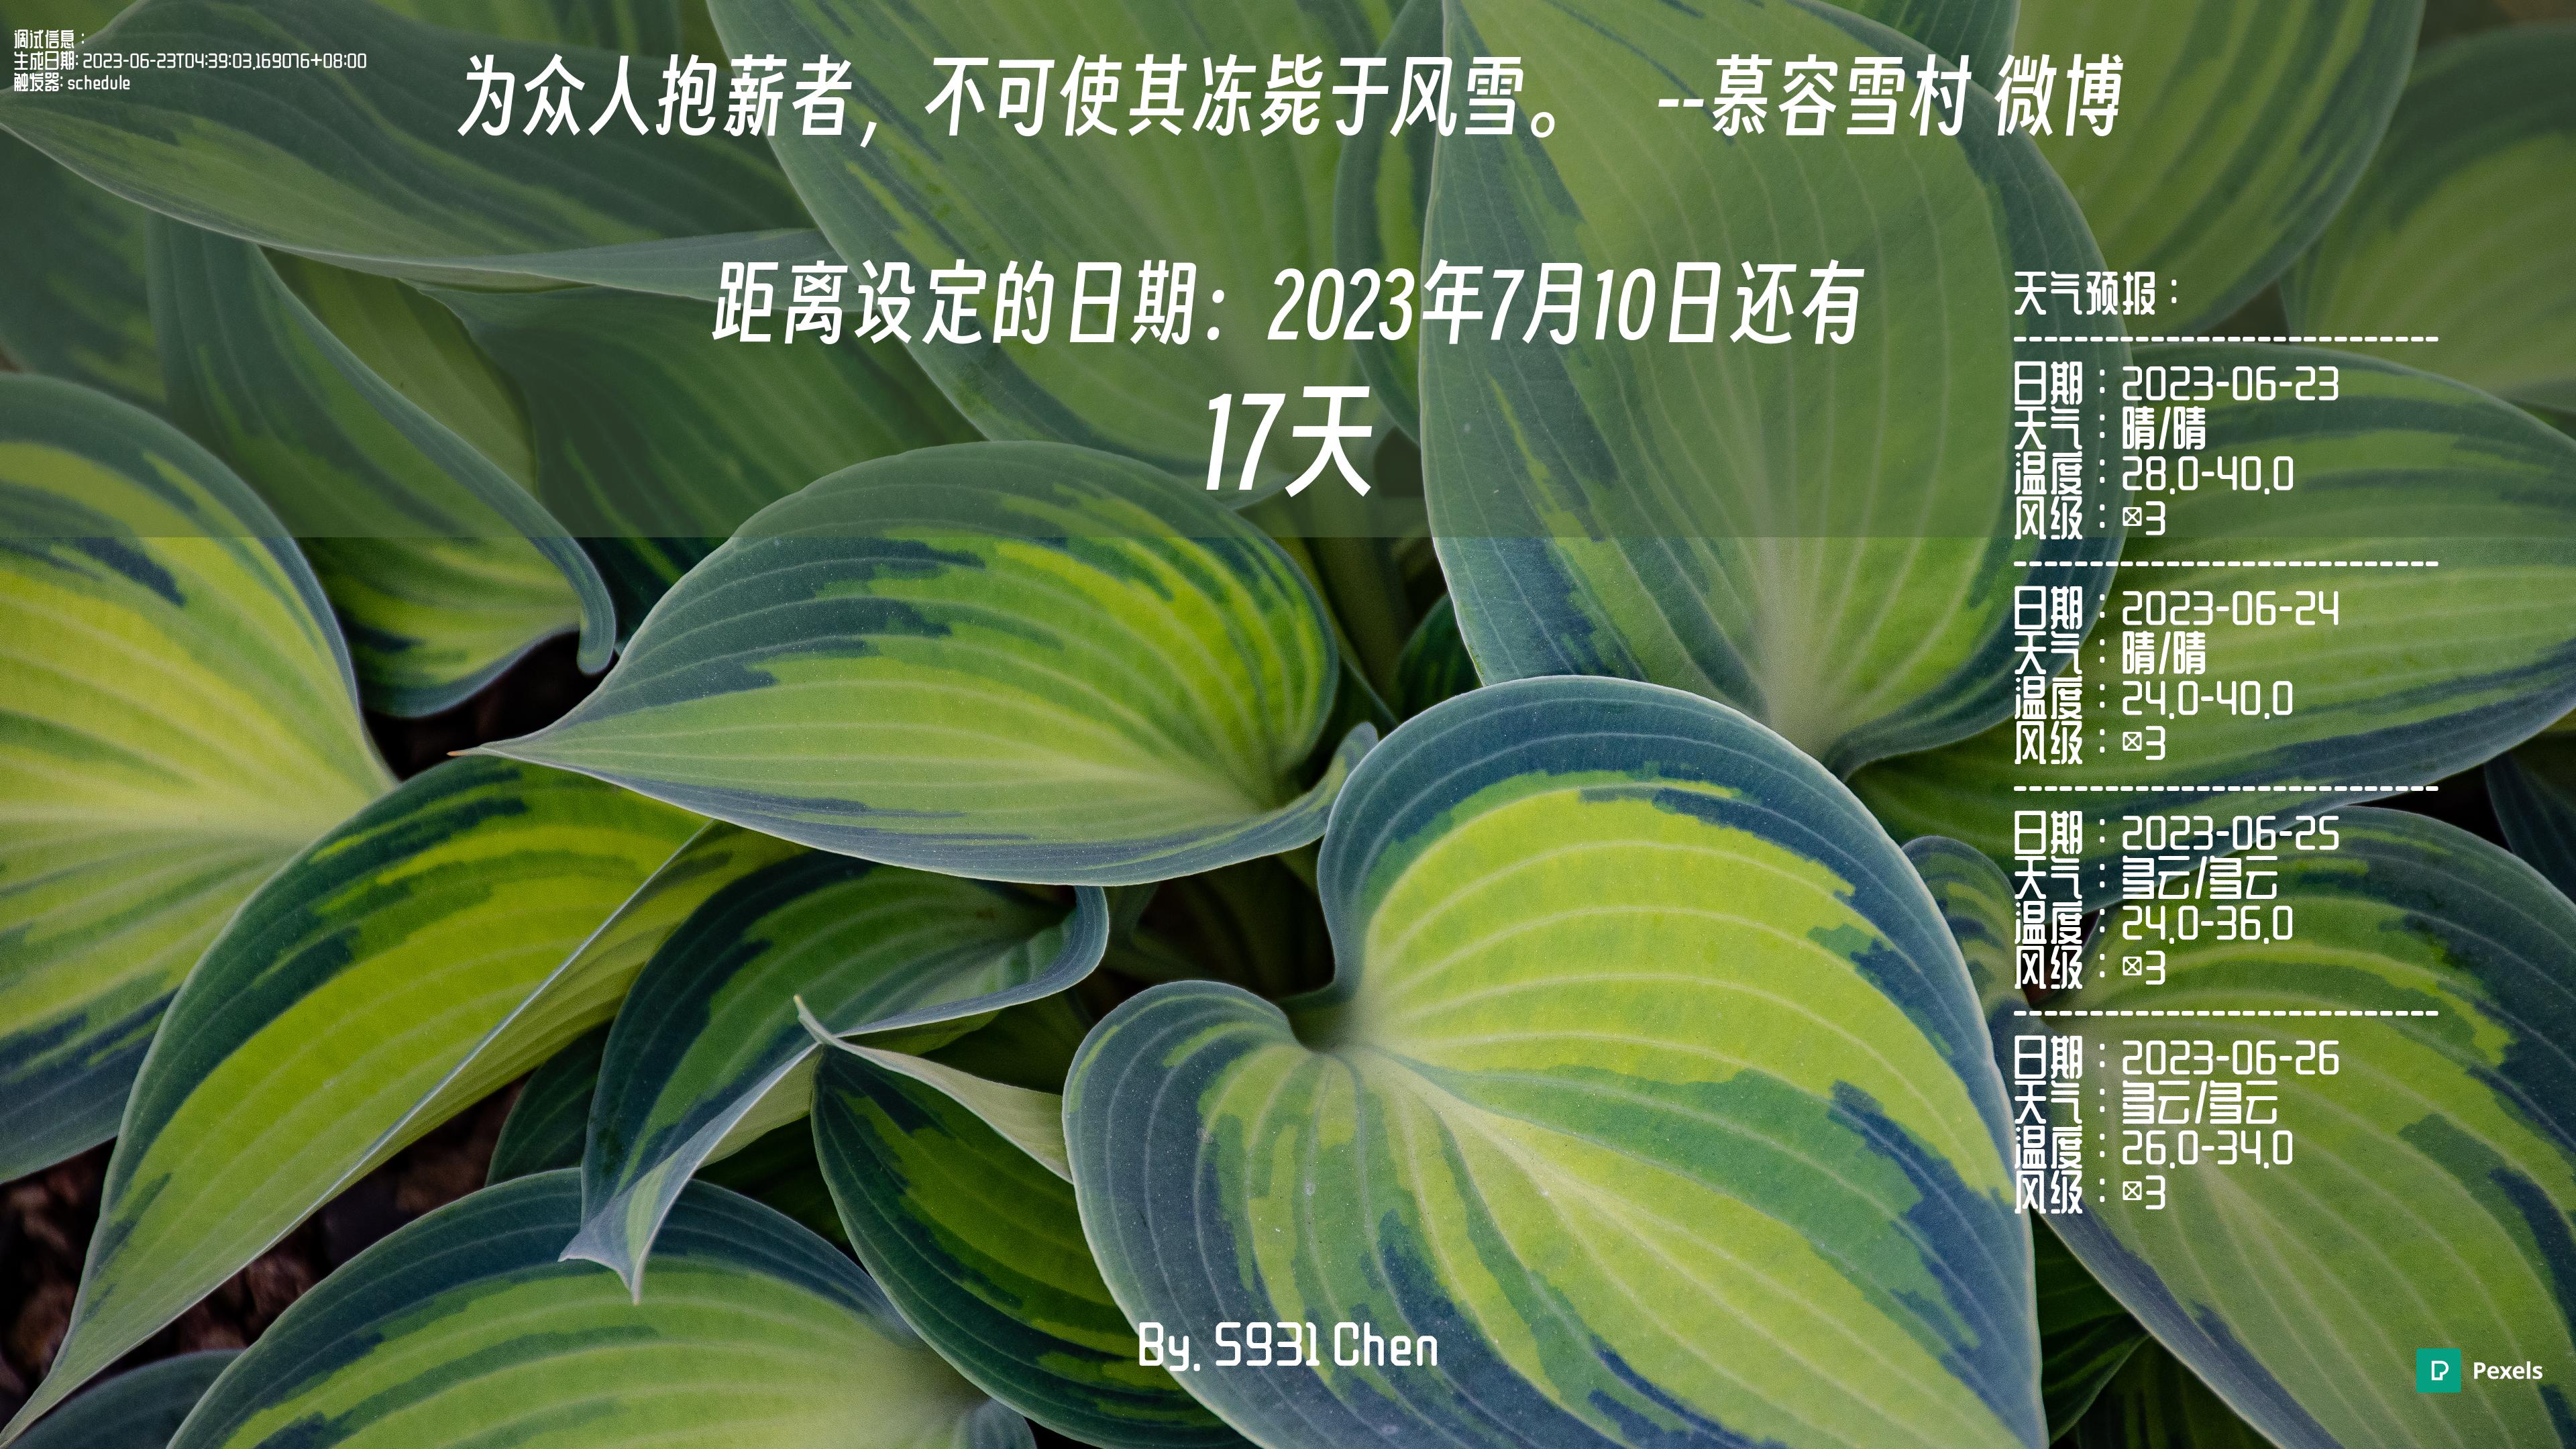 调试信息：
生成日期: 2023-06-23T04:39:03.169076+08:00
触发器: schedule
为众人抱薪者，不可使其冻毙于风雪。 --慕容雪村 微博
距离设定的日期：2023年7月10日还有
17天
天气预报：
----------------------------
日期：2023-06-23
天气：晴/晴
温度：28.0-40.0
风级：☒3
----------------------------
日期：2023-06-24
天气：晴/晴
温度：24.0-40.0
风级：☒3
----------------------------
日期：2023-06-25
天气：多云/多云
温度：24.0-36.0
风级：☒3
----------------------------
日期：2023-06-26
天气：多云/多云
温度：26.0-34.0
风级：☒3
By. S931 Chen
Pexels